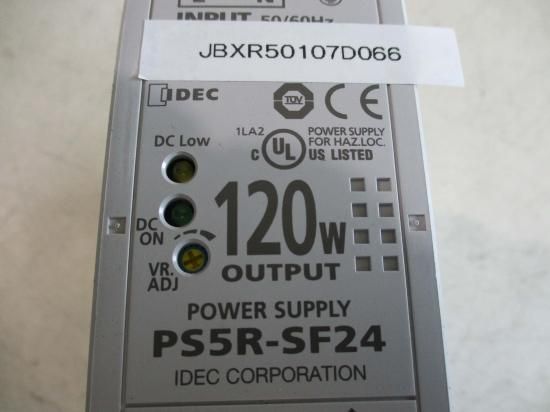 INPUT 50/60Hz
JBXR50107D066
IDEC
TÜV
CE
DC Low
1LA2
C UL US LISTED
POWER SUPPLY
FOR HAZ.LOC.
DC
ON
120W
OUTPUT
VR.
ADJ
POWER SUPPLY
PS5R-SF24
IDEC CORPORATION